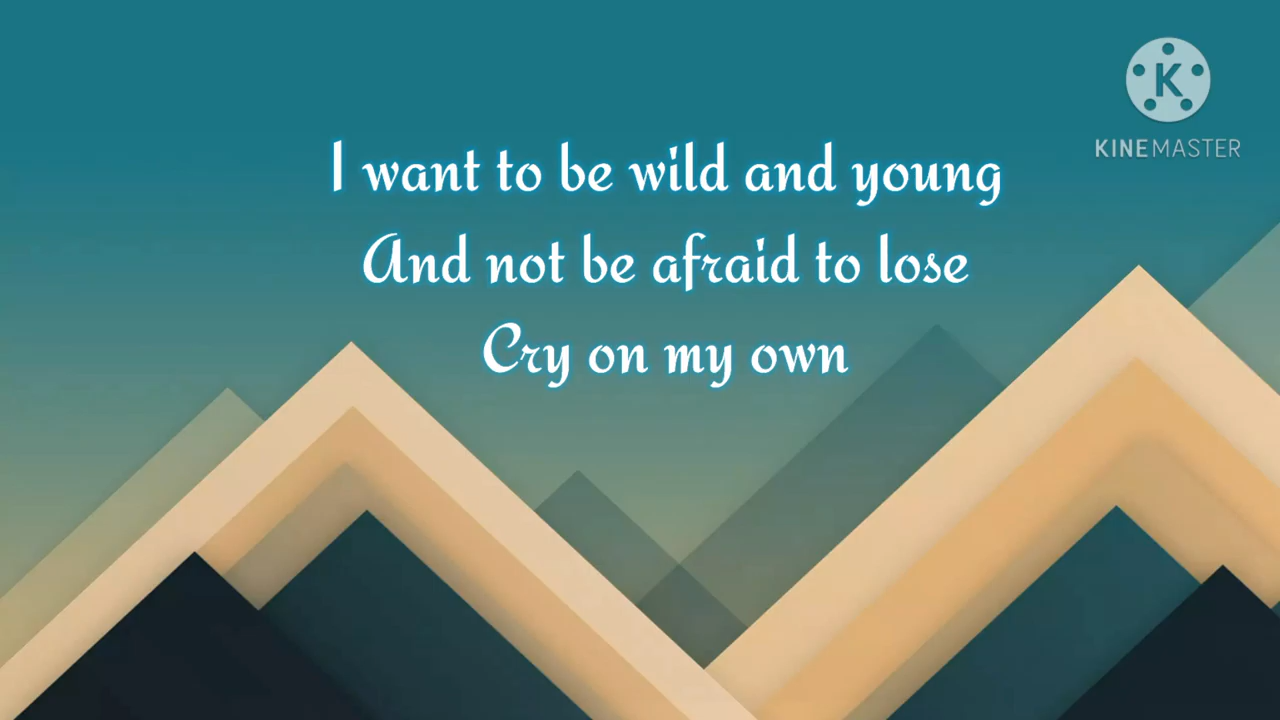 K
KINEMASTER
I want to be wild and young
And not be afraid to lose
Cry on my own